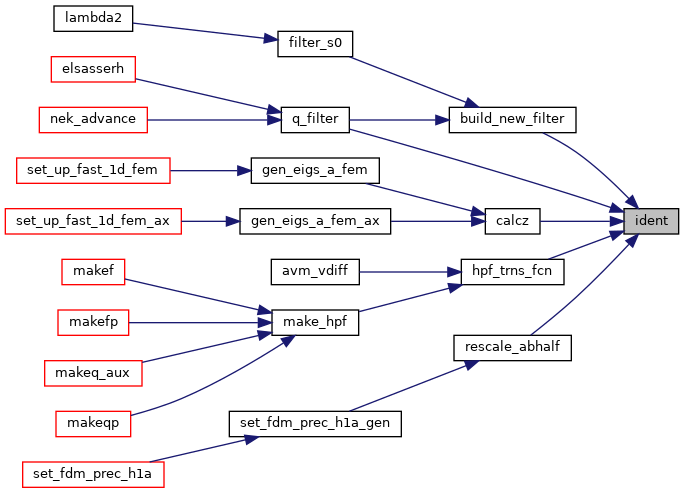 lambda2
filter_s0
elsasserh
nek_advance
q_filter
build_new_filter
set_up_fast_1d_fem
gen_eigs_a_fem
set_up_fast_1d_fem_ax
gen_eigs_a_fem_ax
calcz
ident
makef
avm_vdiff
hpf_trns_fcn
makefp
make_hpf
makeq_aux
rescale_abhalf
makeqp
set_fdm_prec_h1a_gen
set_fdm_prec_h1a